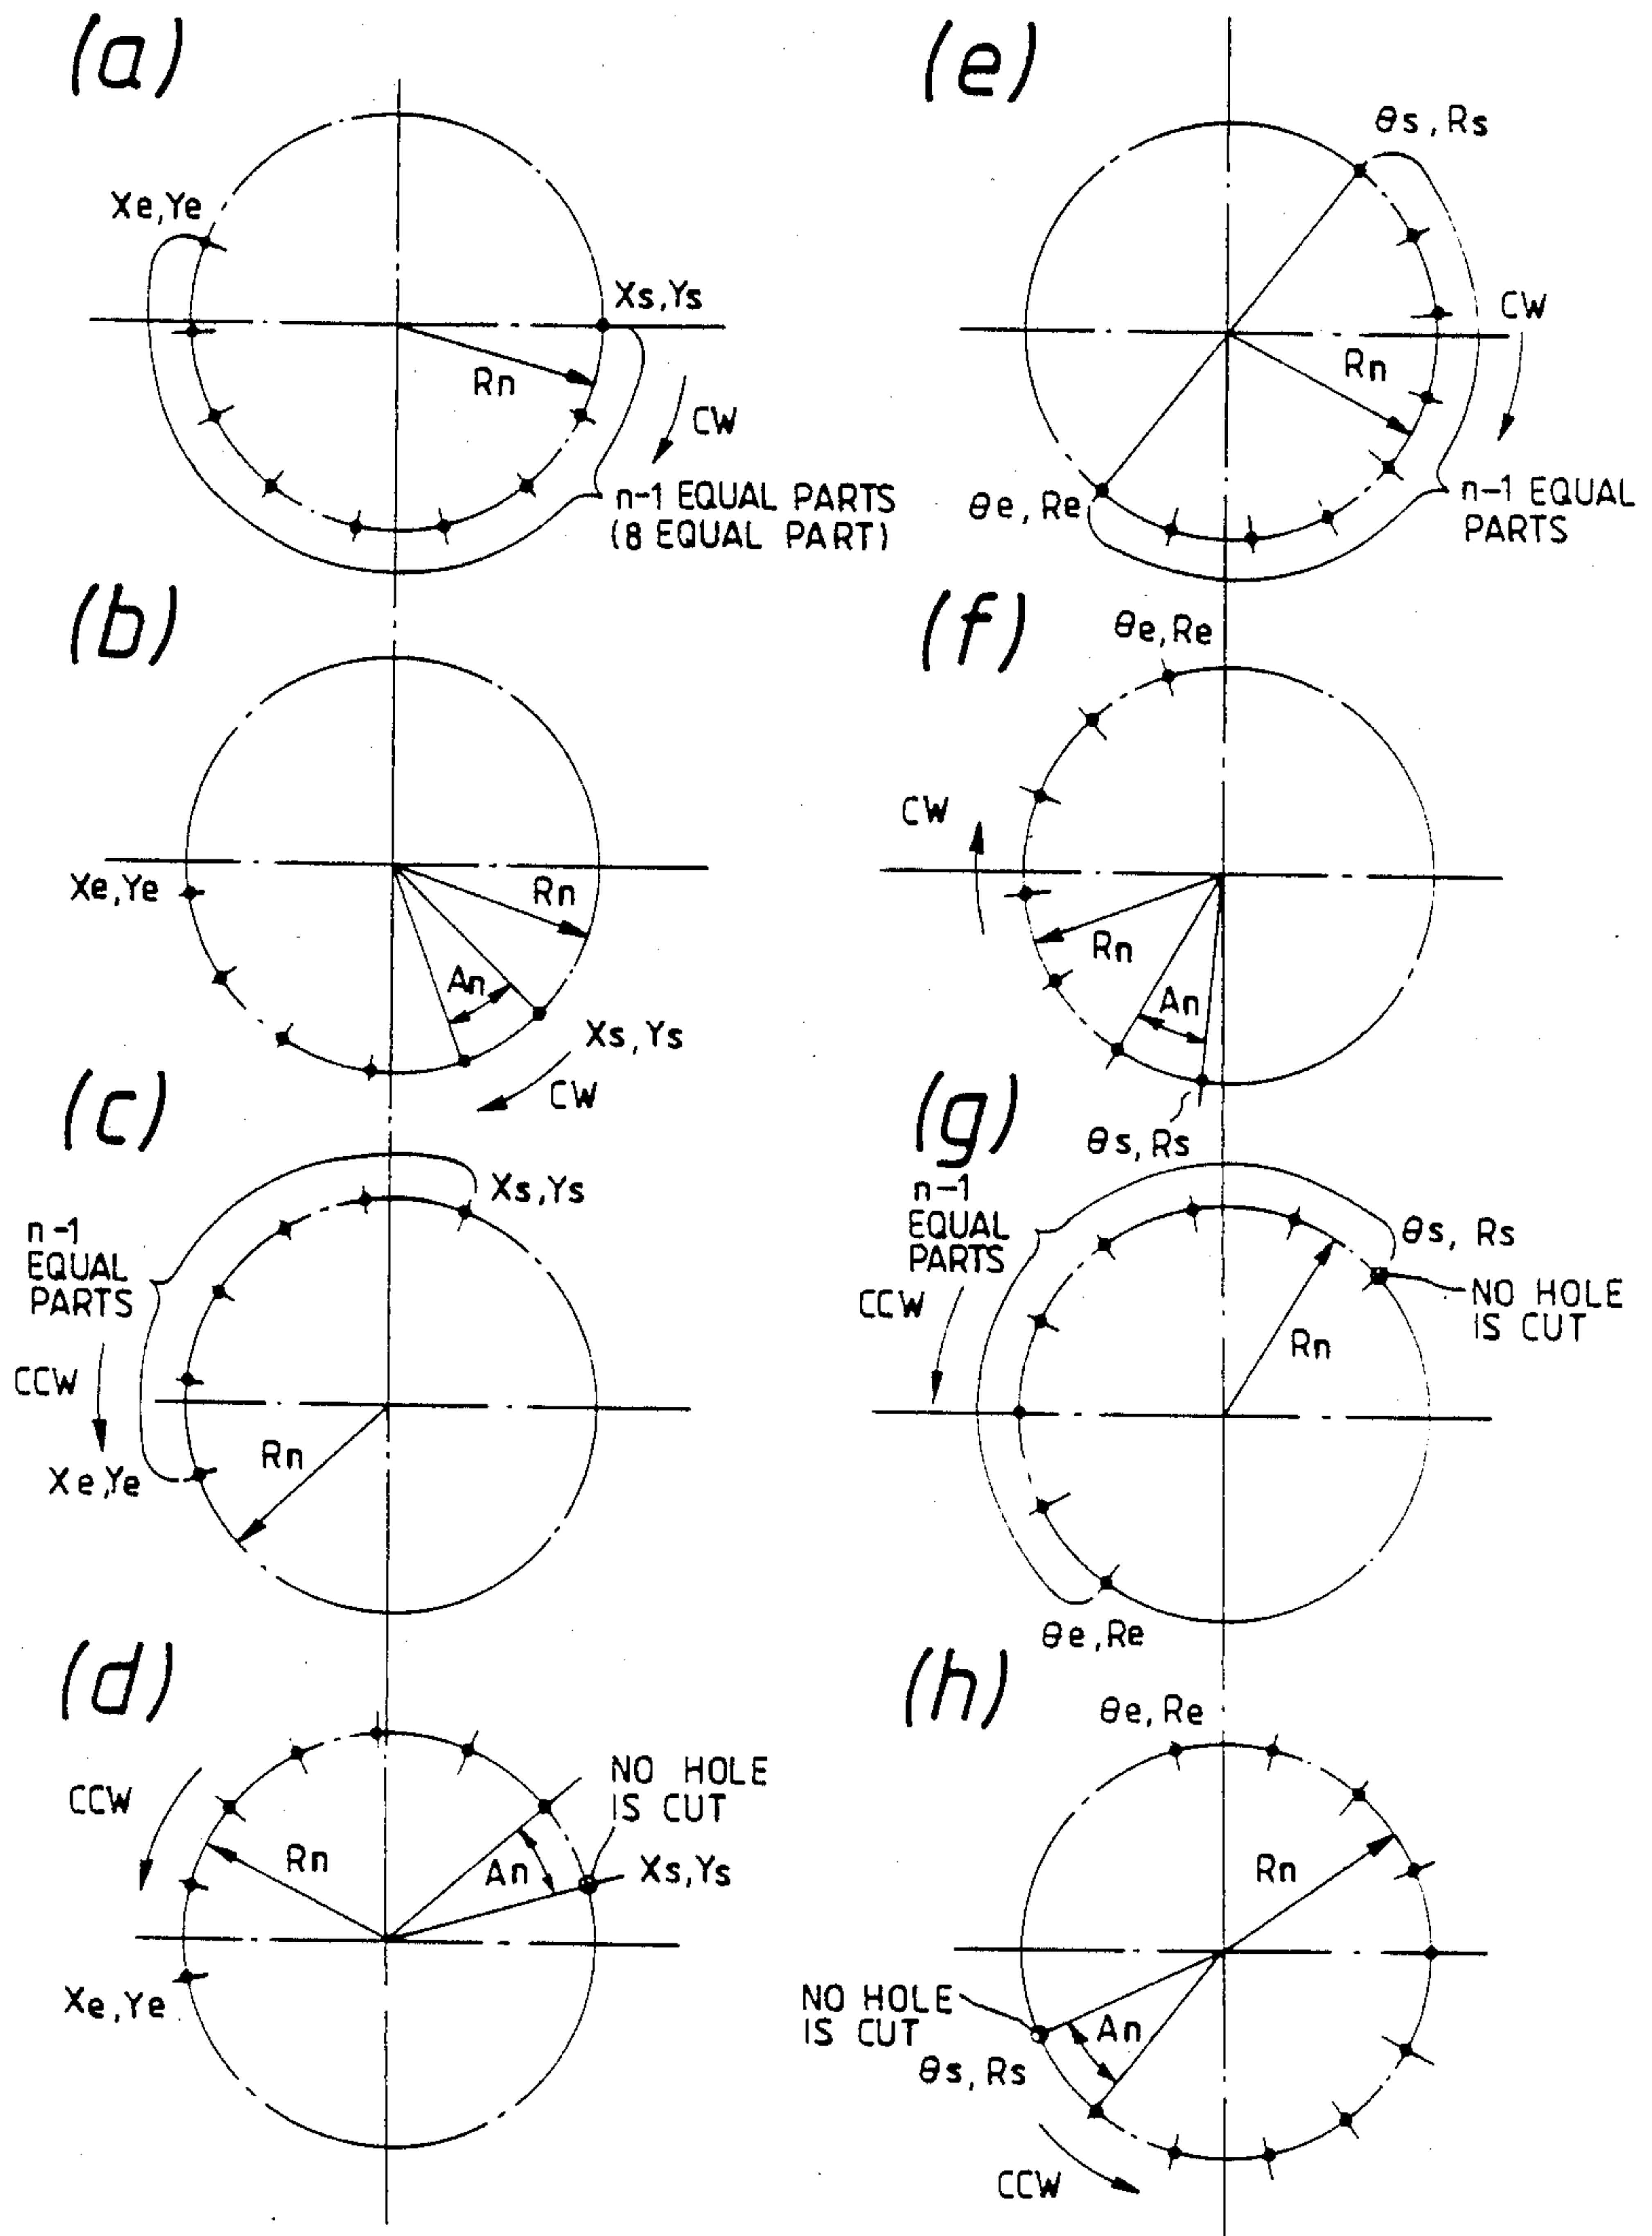 (a)
Xe,Ye
Xs,Ys
Rn
CW
n-1 EQUAL PARTS
(8 EQUAL PART)
(b)
Xe,Ye
Rn
An
Xs,Ys
CW
(c)
Xs,Ys
n-1
EQUAL
PARTS
CCW
Rn
Xe,Ye
(d)
CCW
NO HOLE
IS CUT
Rn
An
Xs,Ys
Xe,Ye
(e)
θs,Rs
CW
Rn
θe,Re
n-1 EQUAL
PARTS
(f)
θe,Re
CW
Rn
An
θs,Rs
(g)
n-1
EQUAL
PARTS
θs,Rs
CCW
NO HOLE
IS CUT
Rn
θe,Re
(h)
θe,Re
Rn
NO HOLE
IS CUT
An
θs,Rs
CCW